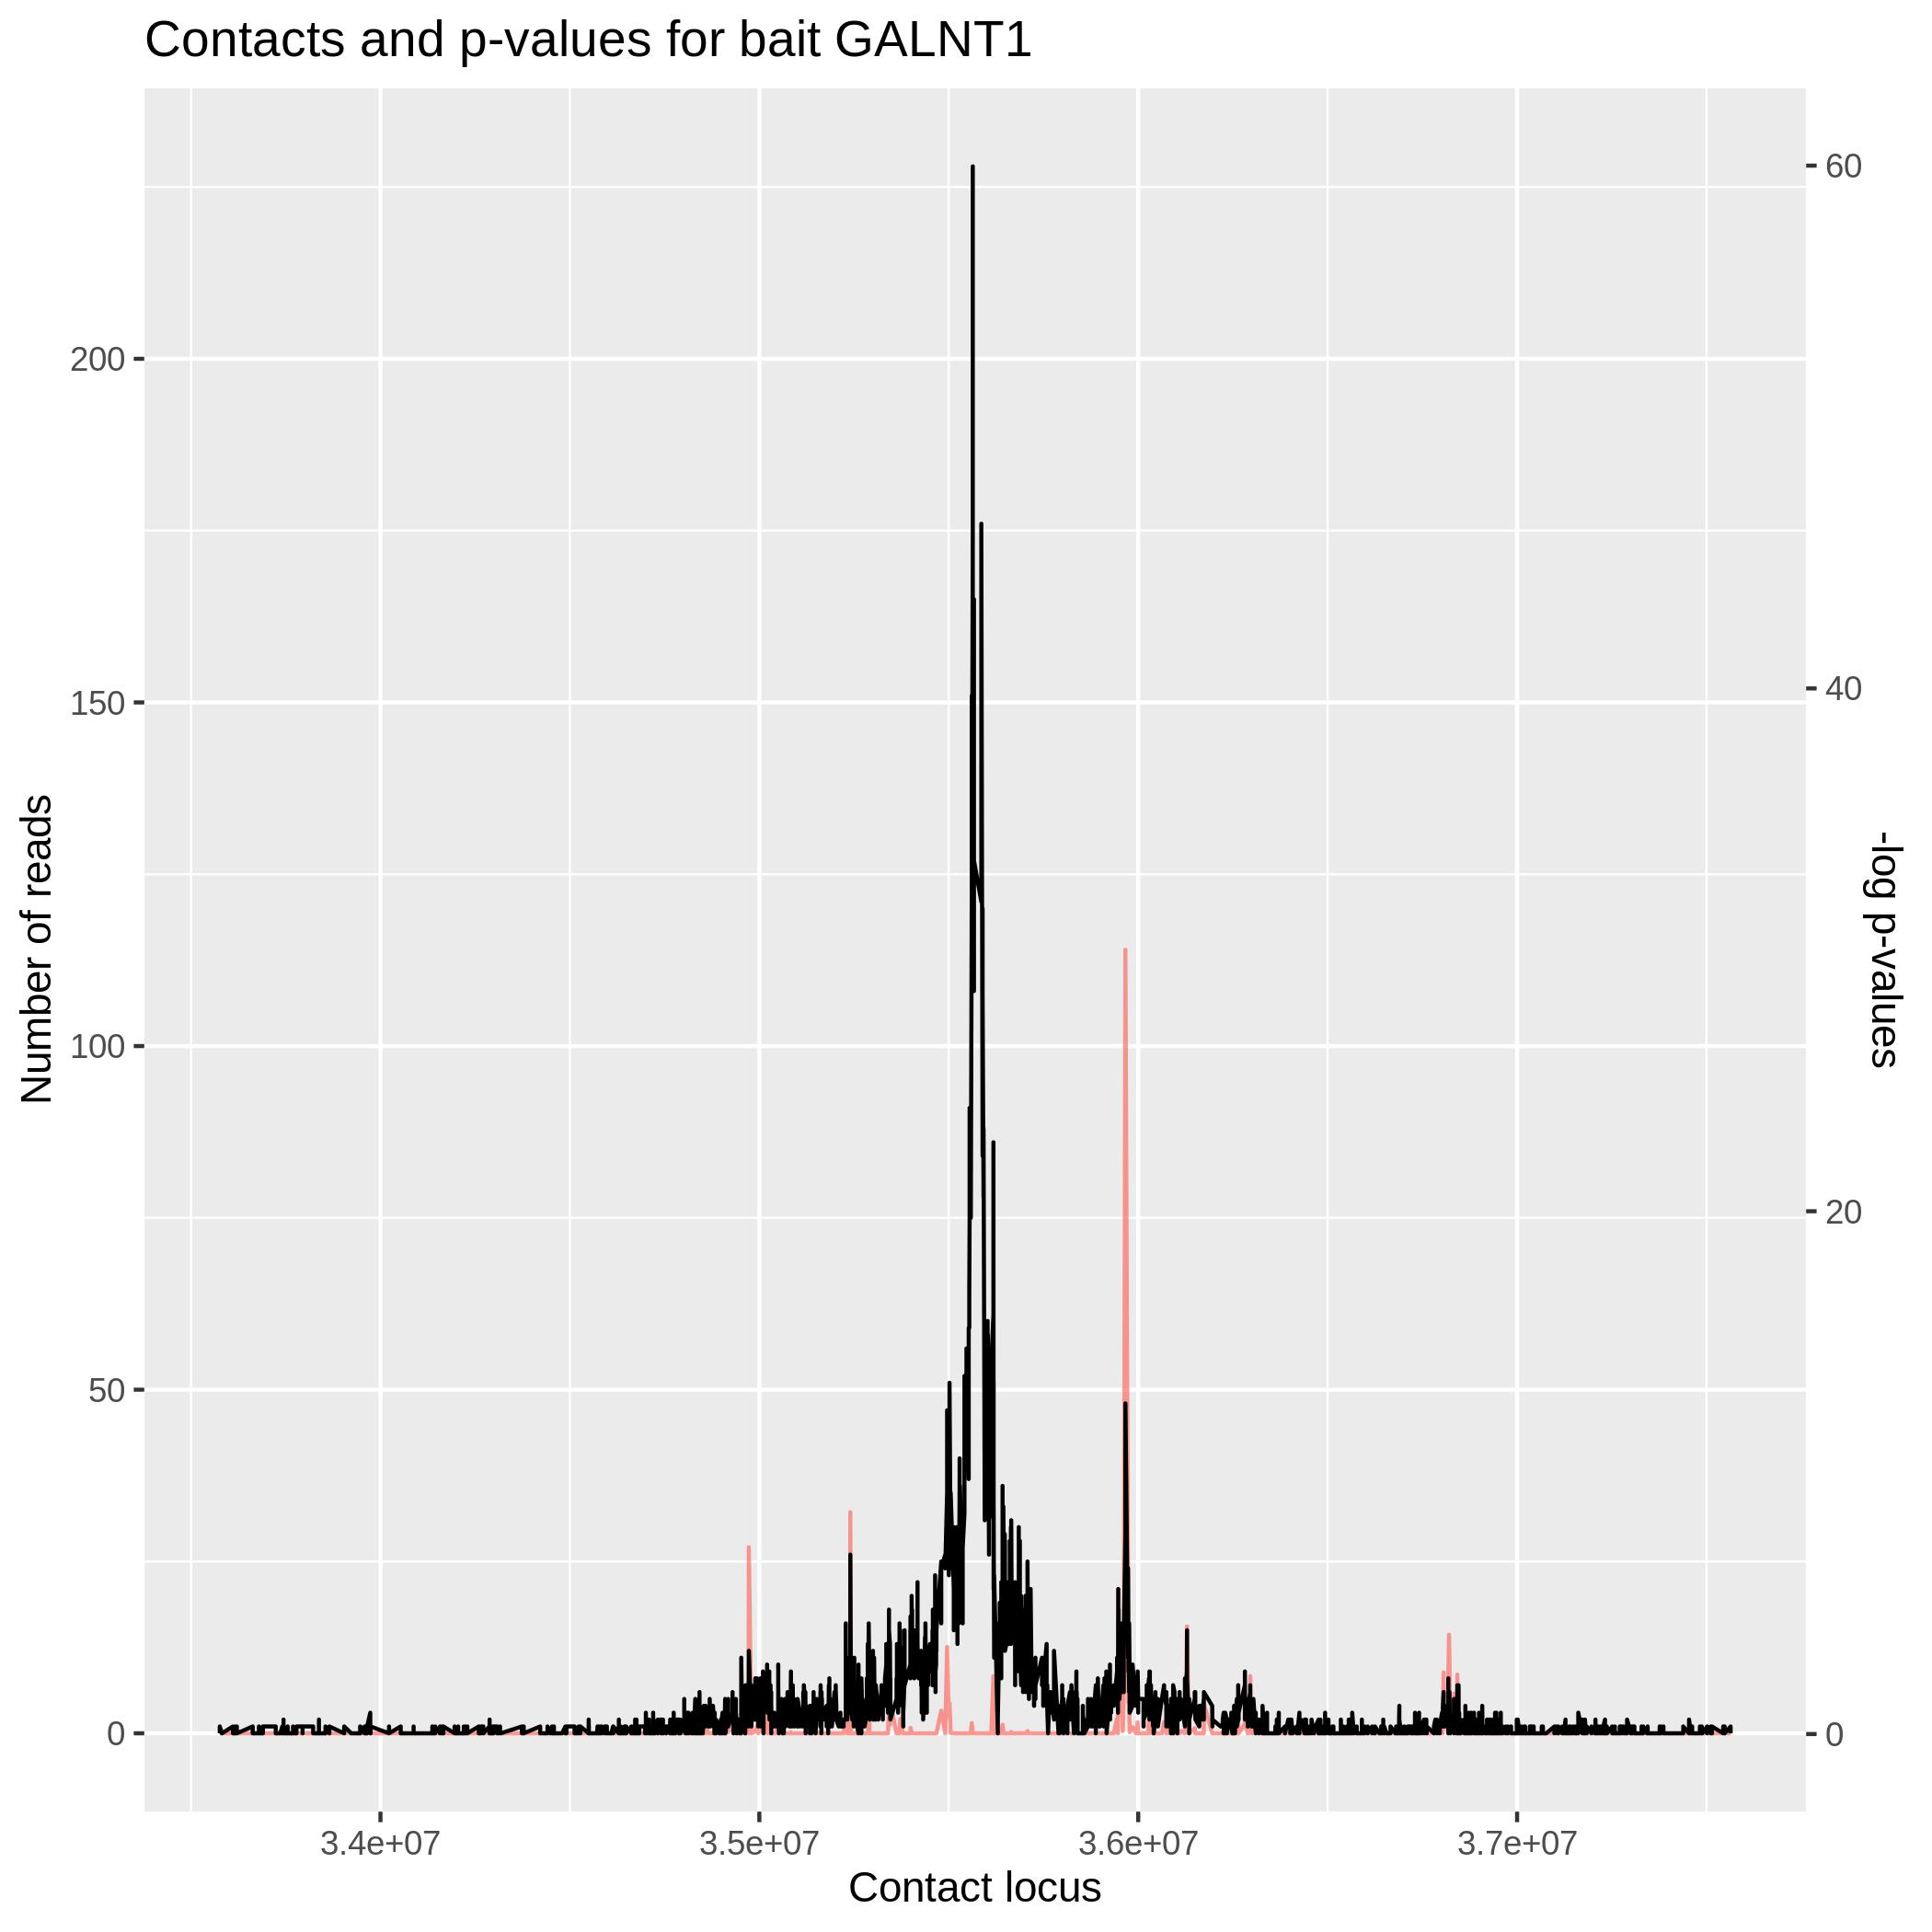 Contacts and p-values for bait GALNT1
60
200
40
150
Number of reads
-log p-values
100
20
50
0
0
3.4e+07
3.5e+07
3.6e+07
3.7e+07
Contact locus